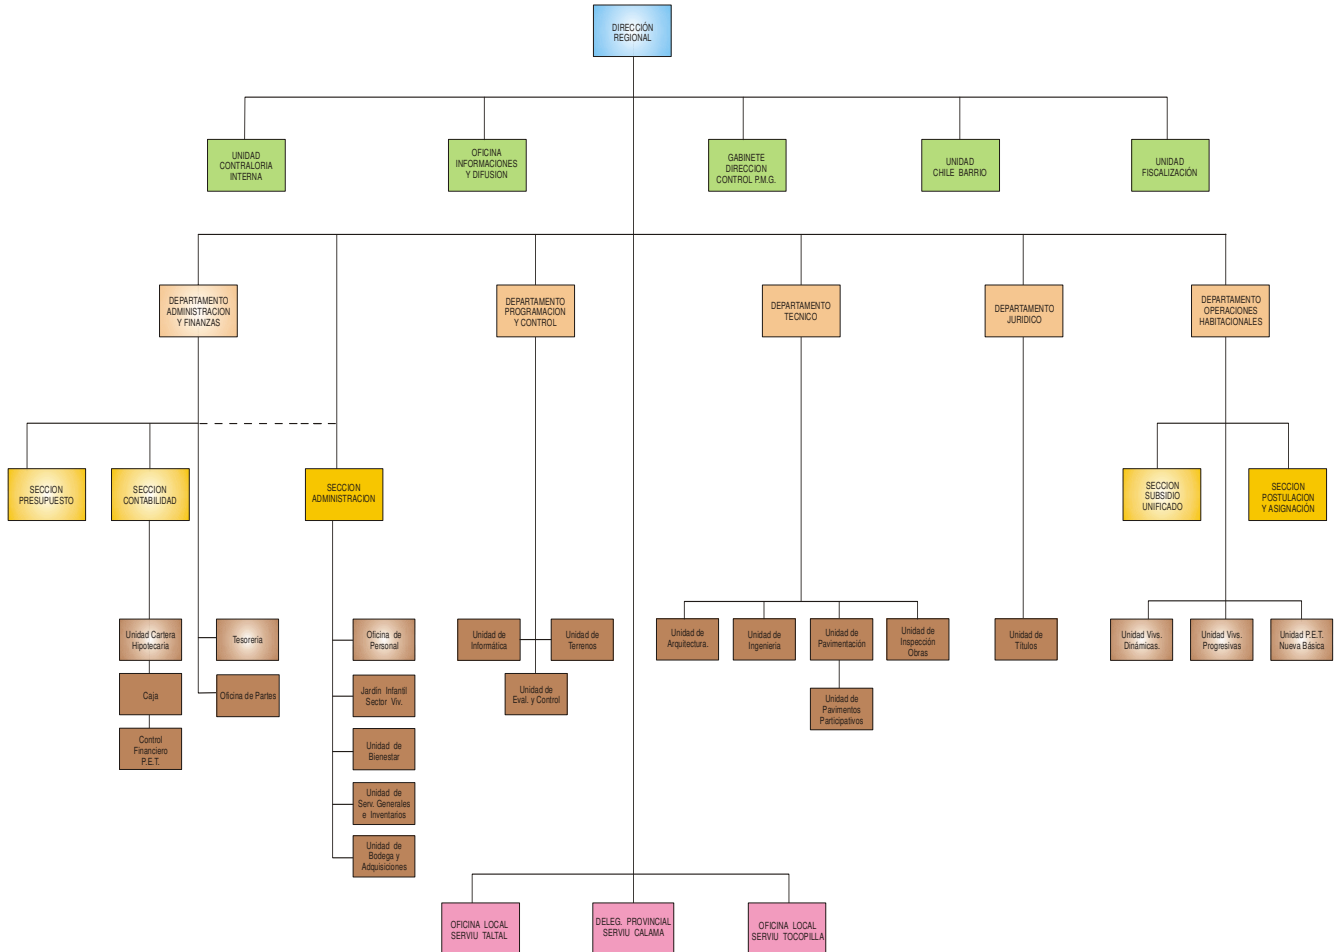 DIRECCIÓN
REGIONAL
UNIDAD
CONTRALORIA
INTERNA
OFICINA
INFORMACIONES
Y DIFUSION
GABINETE
DIRECCION
CONTROL P.M.G.
UNIDAD
CHILE BARRIO
UNIDAD
FISCALIZACIÓN
DEPARTAMENTO
ADMINISTRACION
Y FINANZAS
DEPARTAMENTO
PROGRAMACION
Y CONTROL
DEPARTAMENTO
TECNICO
DEPARTAMENTO
JURIDICO
DEPARTAMENTO
OPERACIONES
HABITACIONALES
SECCION
PRESUPUESTO
SECCION
CONTABILIDAD
SECCION
ADMINISTRACION
SECCION
SUBSIDIO
UNIFICADO
SECCION
POSTULACION
Y ASIGNACIÓN
Unidad Cartera
Hipotecaria
Tesoreria
Oficina de
Personal
Unidad de
Informática
Unidad de
Terrenos
Unidad de
Arquitectura.
Unidad de
Ingenieria
Unidad de
Pavimentación
Unidad de
Inspección
Obras
Unidad de
Títulos
Unidad Vivs.
Dinámicas.
Unidad Vivs.
Progresivas
Unidad P.E.T.
Nueva Básica
Caja
Oficina de Partes
Jardín Infantil
Sector Viv.
Unidad de
Eval. y Control
Unidad de
Pavimentos
Participativos
Control
Financiero
P.E.T.
Unidad de
Bienestar
Unidad de
Serv. Generales
e Inventarios
Unidad de
Bodega y
Adquisiciones
OFICINA LOCAL
SERVIU TALTAL
DELEG. PROVINCIAL
SERVIU CALAMA
OFICINA LOCAL
SERVIU TOCOPILLA